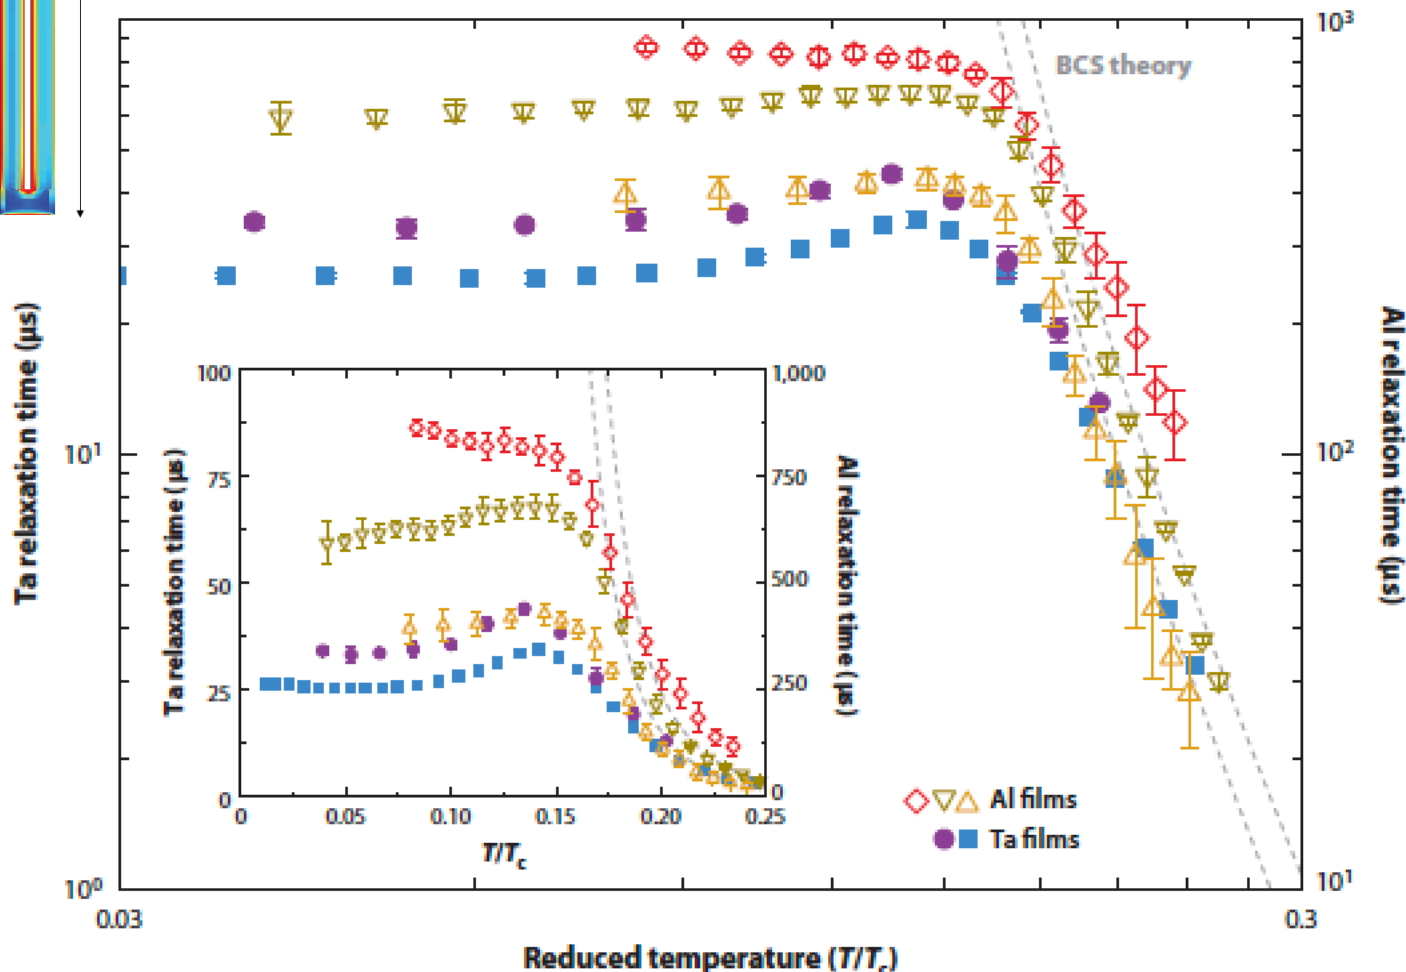 10³
BCS theory
Ta relaxation time (µs)
Al relaxation time (µs)
100
1,000
75
750
Ta relaxation time (µs)
Al relaxation time (µs)
10¹
10²
50
500
25
250
0
0
0
0.05
0.10
0.15
0.20
0.25
T/Tc
Al films
Ta films
10⁰
10¹
0.03
0.3
Reduced temperature (T/Tc)